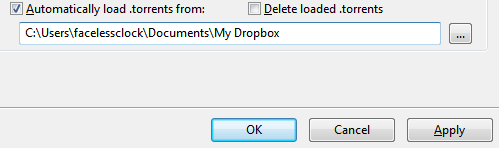 Automatically load .torrents from: Delete loaded .torrents
C:\Users\facelessclock\Documents\My Dropbox
...
OK Cancel Apply